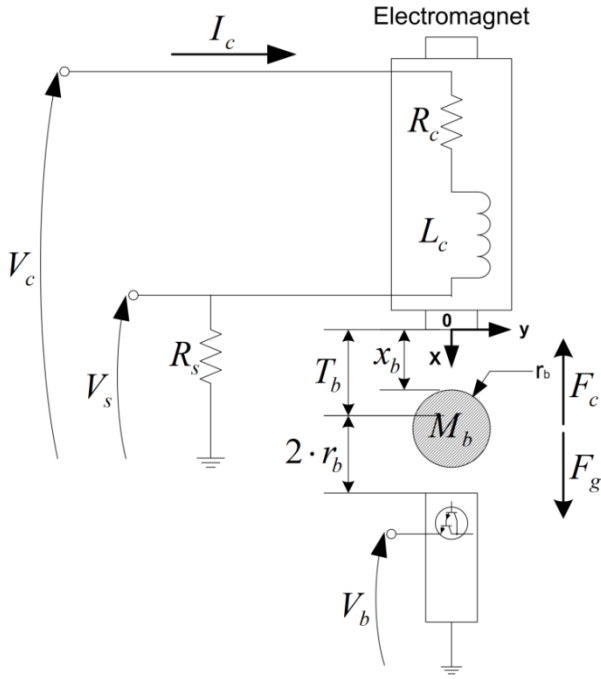 Electromagnet
I_c
R_c
L_c
V_c
0
y
x
x_b
T_b
R_s
V_s
r_b
F_c
M_b
2 · r_b
F_g
V_b